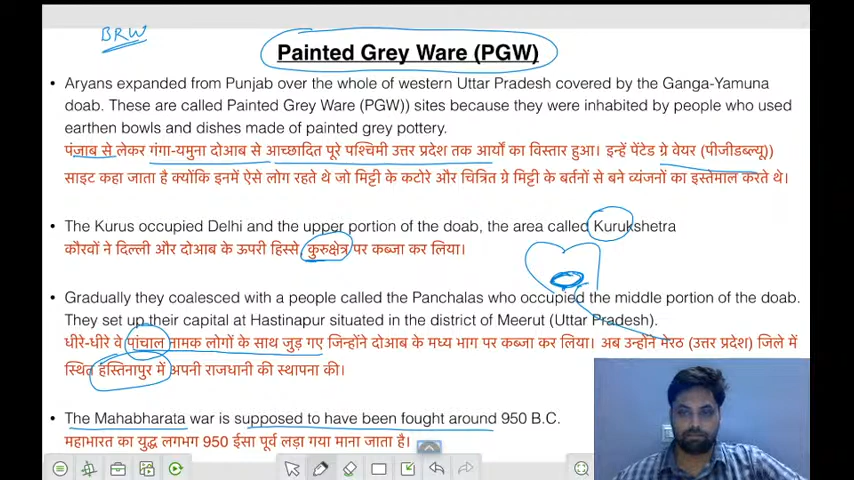 BRW
Painted Grey Ware (PGW)
• Aryans expanded from Punjab over the whole of western Uttar Pradesh covered by the Ganga-Yamuna
doab. These are called Painted Grey Ware (PGW)) sites because they were inhabited by people who used
earthen bowls and dishes made of painted grey pottery.
पंजाब से लेकर गंगा-यमुना दोआब से आच्छादित पूरे पश्चिमी उत्तर प्रदेश तक आर्यों का विस्तार हुआ। इन्हें पेंटेड ग्रे वेयर (पीजीडब्ल्यू))
साइट कहा जाता है क्योंकि इनमें ऐसे लोग रहते थे जो मिट्टी के कटोरे और चित्रित ग्रे मिट्टी के बर्तनों से बने व्यंजनों का इस्तेमाल करते थे।
• The Kurus occupied Delhi and the upper portion of the doab, the area called Kurukshetra
कौरवों ने दिल्ली और दोआब के ऊपरी हिस्से, कुरुक्षेत्र पर कब्जा कर लिया।
• Gradually they coalesced with a people called the Panchalas who occupied the middle portion of the doab.
They set up their capital at Hastinapur situated in the district of Meerut (Uttar Pradesh).
धीरे-धीरे वे पांचाल नामक लोगों के साथ जुड़ गए जिन्होंने दोआब के मध्य भाग पर कब्जा कर लिया। अब उन्होंने मेरठ (उत्तर प्रदेश) जिले में
स्थित हस्तिनापुर में अपनी राजधानी की स्थापना की।
• The Mahabharata war is supposed to have been fought around 950 B.C.
महाभारत का युद्ध लगभग 950 ईसा पूर्व लड़ा गया माना जाता है।